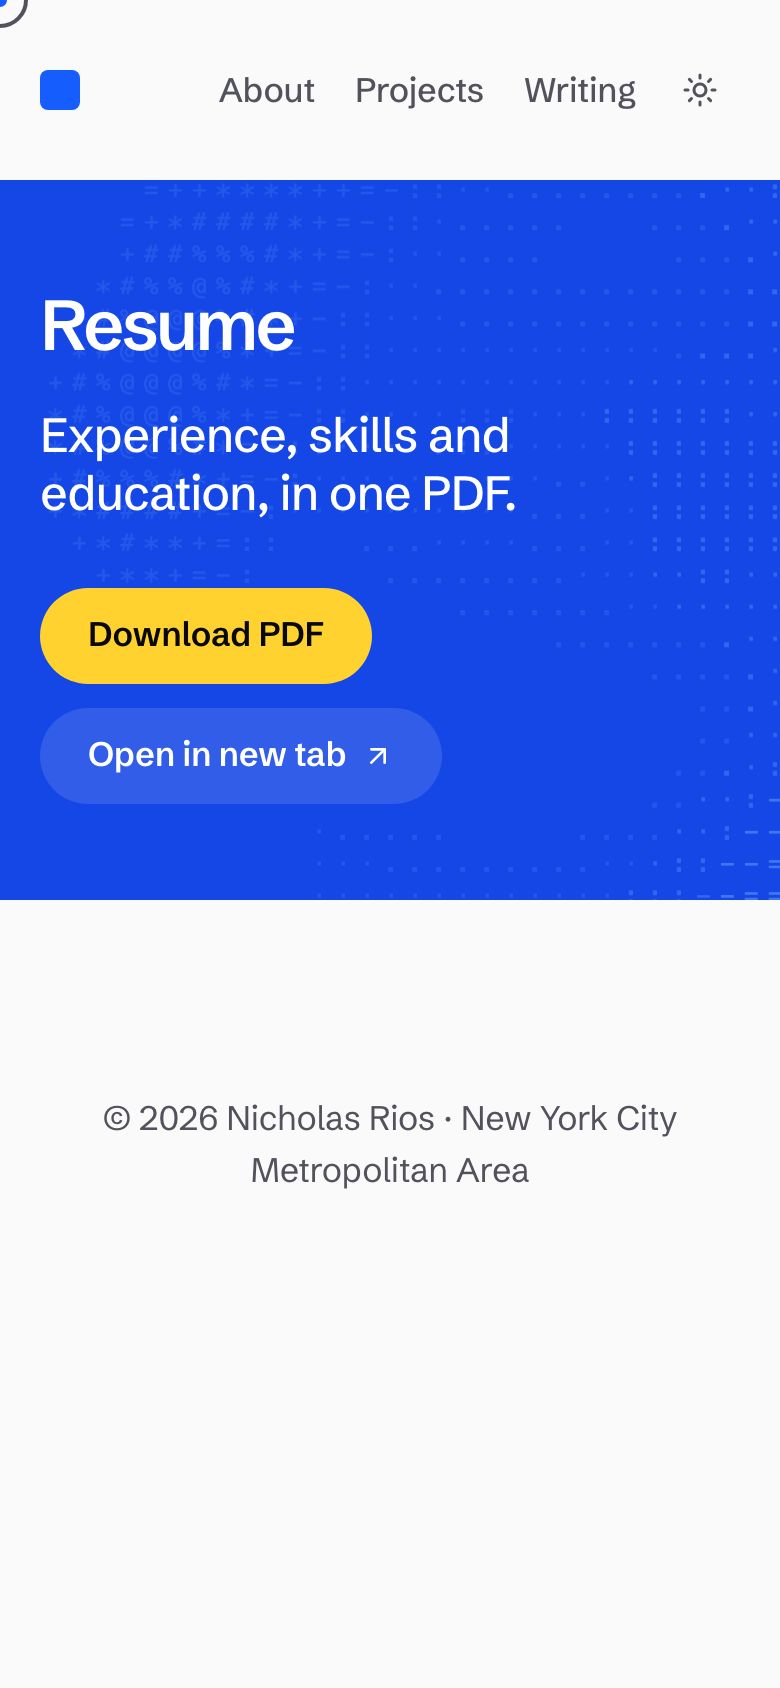 About Projects Writing
Resume
Experience, skills and
education, in one PDF.
Download PDF
Open in new tab
© 2026 Nicholas Rios · New York City
Metropolitan Area